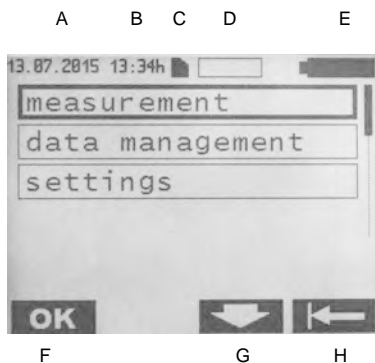 A B C D E
13.07.2015 13:34h
measurement
data management
settings
OK
F G H